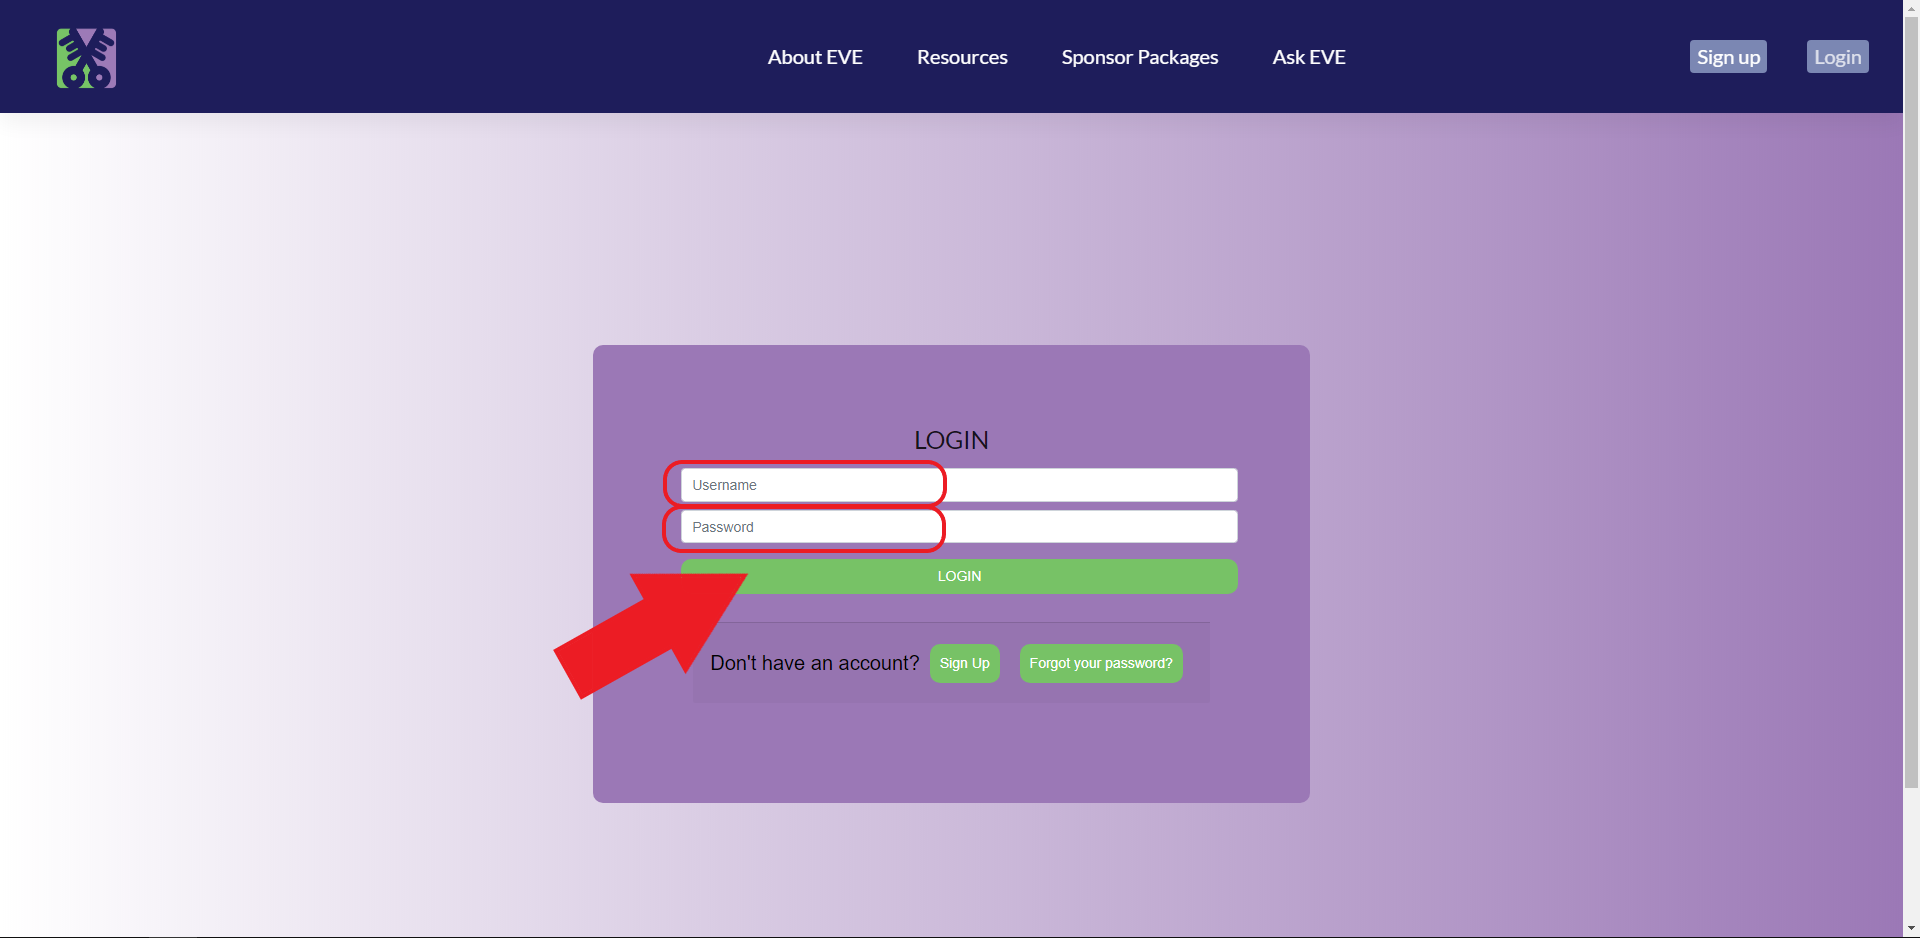 About EVE Resources Sponsor Packages Ask EVE Sign up Login
LOGIN
Username
Password
LOGIN
Don't have an account? Sign Up Forgot your password?